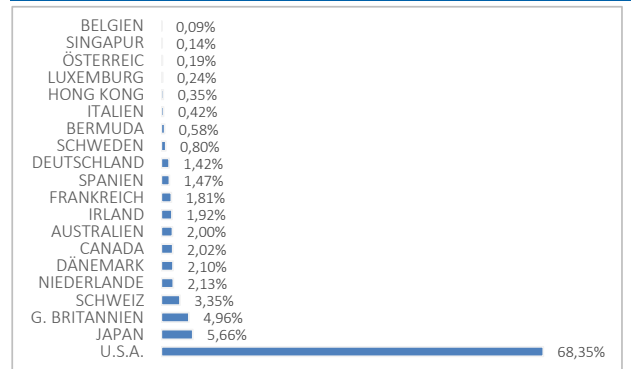 BELGIEN 0,09%
SINGAPUR 0,14%
ÖSTERREIC 0,19%
LUXEMBURG 0,24%
HONG KONG 0,35%
ITALIEN 0,42%
BERMUDA 0,58%
SCHWEDEN 0,80%
DEUTSCHLAND 1,42%
SPANIEN 1,47%
FRANKREICH 1,81%
IRLAND 1,92%
AUSTRALIEN 2,00%
CANADA 2,02%
DÄNEMARK 2,10%
NIEDERLANDE 2,13%
SCHWEIZ 3,35%
G. BRITANNIEN 4,96%
JAPAN 5,66%
U.S.A. 68,35%